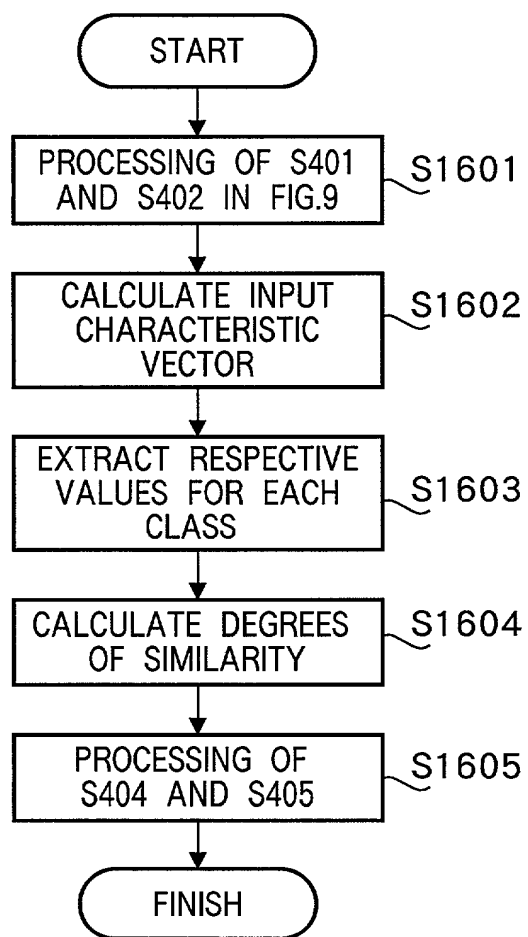 START
PROCESSING OF S401
AND S402 IN FIG.9
S1601
CALCULATE INPUT
CHARACTERISTIC
VECTOR
S1602
EXTRACT RESPECTIVE
VALUES FOR EACH
CLASS
S1603
CALCULATE DEGREES
OF SIMILARITY
S1604
PROCESSING OF
S404 AND S405
S1605
FINISH